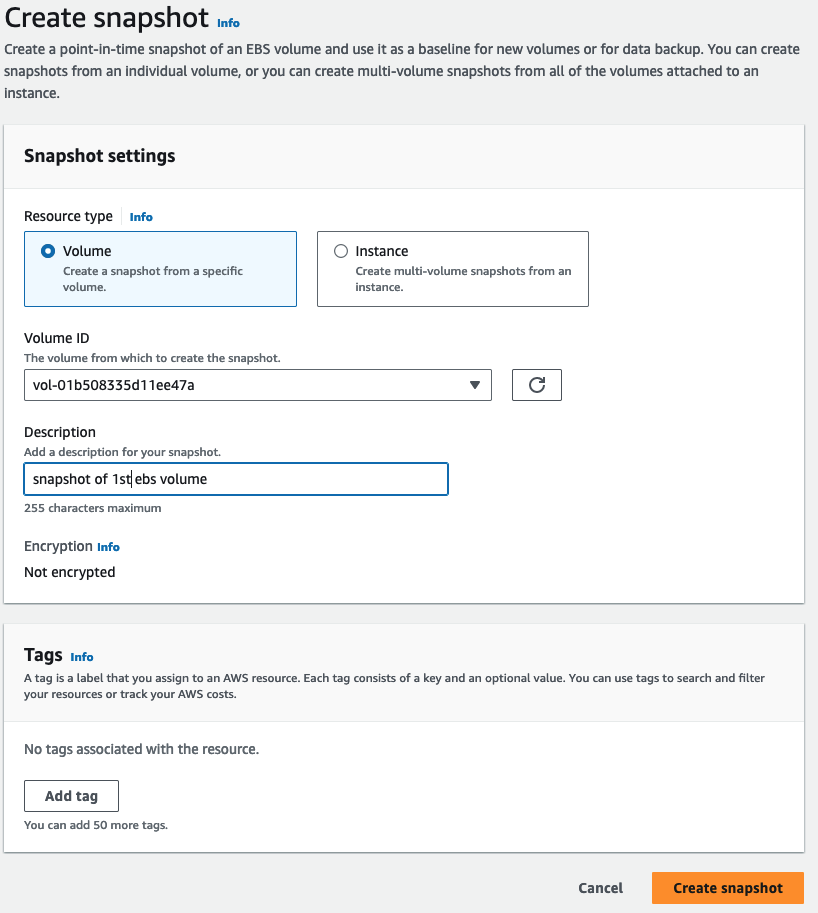 Create snapshot Info
Create a point-in-time snapshot of an EBS volume and use it as a baseline for new volumes or for data backup. You can create
snapshots from an individual volume, or you can create multi-volume snapshots from all of the volumes attached to an
instance.
Snapshot settings
Resource type Info
Volume
Create a snapshot from a specific
volume.
Instance
Create multi-volume snapshots from an
instance.
Volume ID
The volume from which to create the snapshot.
vol-01b508335d11ee47a
Description
Add a description for your snapshot.
snapshot of 1st ebs volume
255 characters maximum
Encryption Info
Not encrypted
Tags Info
A tag is a label that you assign to an AWS resource. Each tag consists of a key and an optional value. You can use tags to search and filter
your resources or track your AWS costs.
No tags associated with the resource.
Add tag
You can add 50 more tags.
Cancel Create snapshot